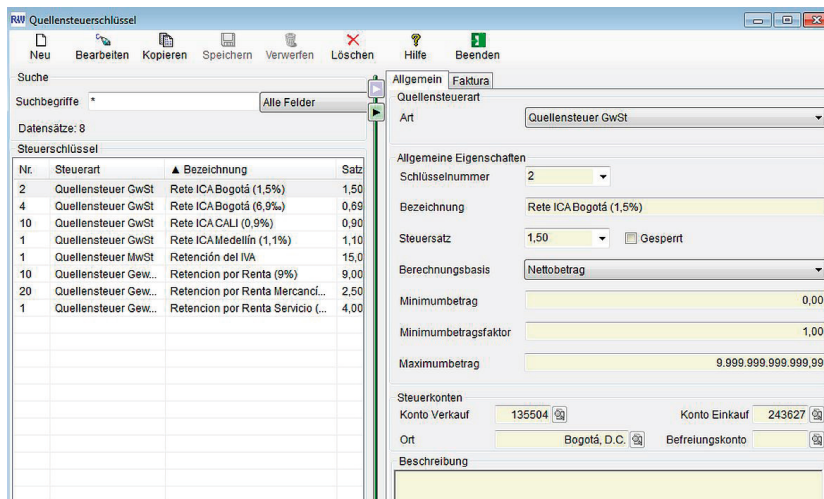 RW Quellensteuerschlüssel
Neu Bearbeiten Kopieren Speichern Verwerfen Löschen Hilfe Beenden
Suche
Suchbegriffe * Alle Felder
Datensätze: 8
Steuerschlüssel
Nr. Steuerart ▲ Bezeichnung Satz
2 Quellensteuer GwSt Rete ICA Bogotá (1,5%) 1,50
4 Quellensteuer GwSt Rete ICA Bogotá (6,9‰) 0,69
10 Quellensteuer GwSt Rete ICA CALI (0,9%) 0,90
1 Quellensteuer GwSt Rete ICA Medellín (1,1%) 1,10
1 Quellensteuer MwSt Retención del IVA 15,0
10 Quellensteuer Gew... Retencion por Renta (9%) 9,00
20 Quellensteuer Gew... Retencion por Renta Mercancí... 2,50
1 Quellensteuer Gew... Retencion por Renta Servicio (... 4,00
Allgemein Faktura
Quellensteuerart
Art Quellensteuer GwSt
Allgemeine Eigenschaften
Schlüsselnummer 2
Bezeichnung Rete ICA Bogotá (1,5%)
Steuersatz 1,50 Gesperrt
Berechnungsbasis Nettobetrag
Minimumbetrag 0,00
Minimumbetragsfaktor 1,00
Maximumbetrag 9.999.999.999.999,99
Steuerkonten
Konto Verkauf 135504 Konto Einkauf 243627
Ort Bogotá, D.C. Befreiungskonto
Beschreibung